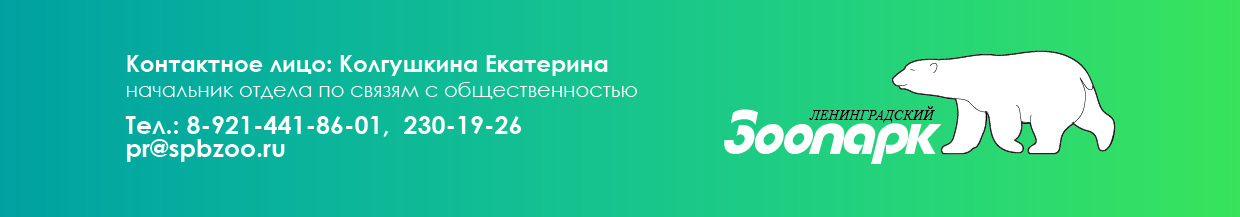 Контактное лицо: Колгушкина Екатерина
начальник отдела по связям с общественностью
Тел.: 8-921-441-86-01, 230-19-26
pr@spbzoo.ru
ЛЕНИНГРАДСКИЙ
Зоопарк